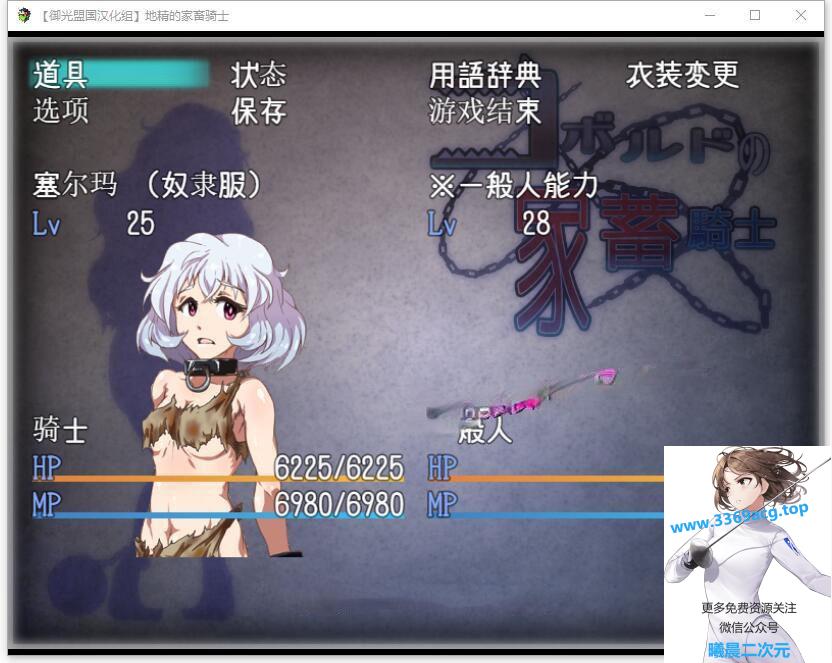 【御光盟国汉化组】地精的家畜骑士
道具 状态 用語辞典 衣装変更
选项 保存 游戏结束
コボルドの
家畜騎士
塞尔玛 （奴隶服） ※一般人能力
Lv 25 Lv 28
骑士 般人
HP 6225/6225 HP
MP 6980/6980 MP
www.3369acg.top
更多免费资源关注
微信公众号
曦晨二次元